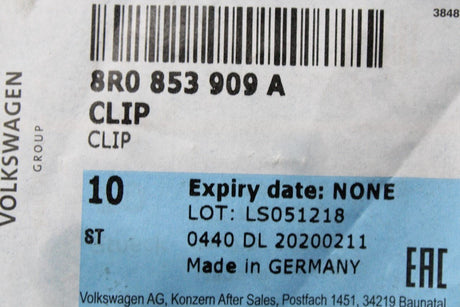 3848
8R0 853 909 A
CLIP
CLIP
VOLKSWAGEN
GROUP
10
ST
Expiry date: NONE
LOT: LS051218
0440 DL 20200211
Made in GERMANY
EAC
Volkswagen AG, Konzern After Sales, Postfach 1451, 34219 Baunatal